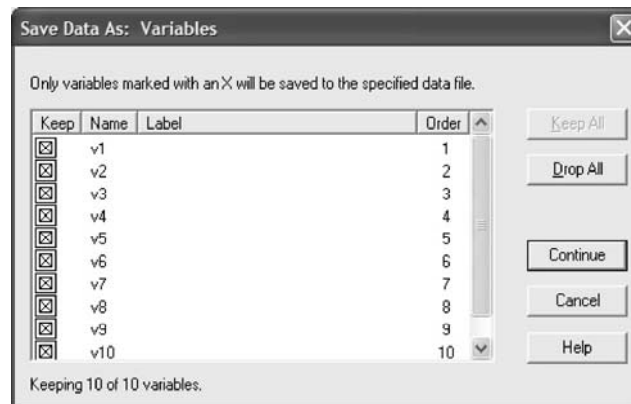 Save Data As: Variables
Only variables marked with an X will be saved to the specified data file.
Keep Name Label Order
v1 1
v2 2
v3 3
v4 4
v5 5
v6 6
v7 7
v8 8
v9 9
v10 10
Keeping 10 of 10 variables.
Keep All
Drop All
Continue
Cancel
Help